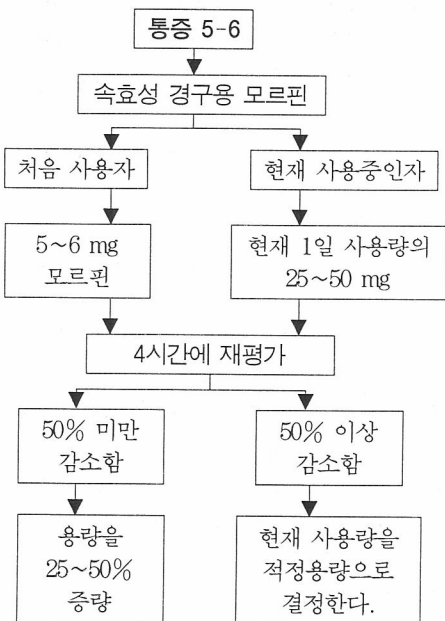 통증 5-6
속효성 경구용 모르핀
처음 사용자
현재 사용중인자
5~6 mg
모르핀
현재 1일 사용량의
25~50 mg
4시간에 재평가
50% 미만
감소함
50% 이상
감소함
용량을
25~50%
증량
현재 사용량을
적정용량으로
결정한다.